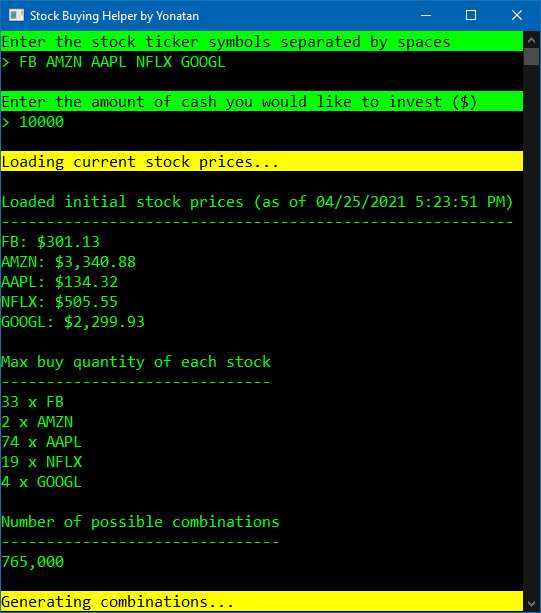 Stock Buying Helper by Yonatan
Enter the stock ticker symbols separated by spaces
> FB AMZN AAPL NFLX GOOGL
Enter the amount of cash you would like to invest ($)
> 10000
Loading current stock prices...
Loaded initial stock prices (as of 04/25/2021 5:23:51 PM)
---------------------------------------------------------
FB: $301.13
AMZN: $3,340.88
AAPL: $134.32
NFLX: $505.55
GOOGL: $2,299.93
Max buy quantity of each stock
------------------------------
33 x FB
2 x AMZN
74 x AAPL
19 x NFLX
4 x GOOGL
Number of possible combinations
-------------------------------
765,000
Generating combinations...